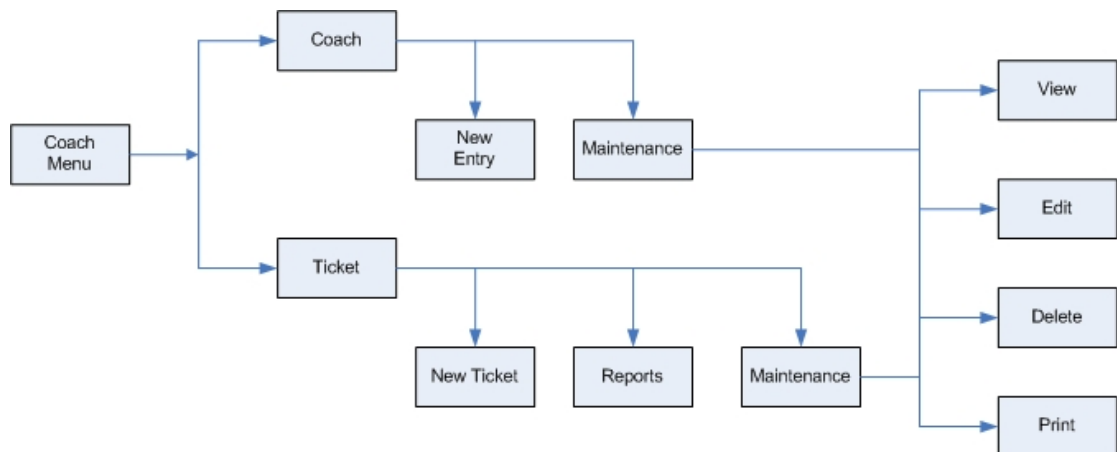 Coach
View
Coach
Menu
New
Entry
Maintenance
Edit
Ticket
Delete
New Ticket
Reports
Maintenance
Print